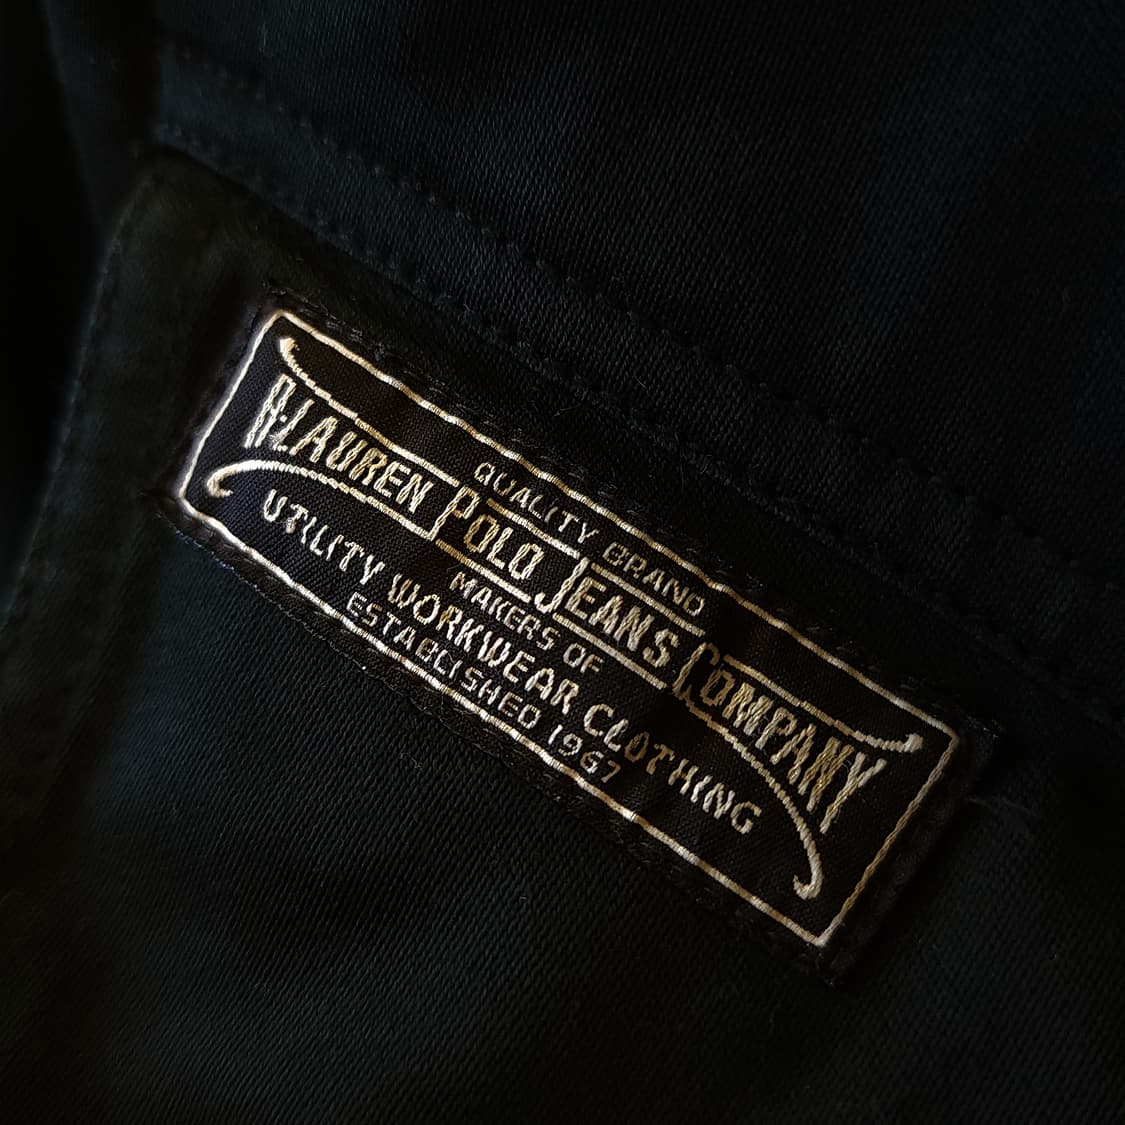 QUALITY BRAND
R.LAUREN POLO JEANS COMPANY
MAKERS OF
UTILITY WORKWEAR CLOTHING
ESTABLISHED 1967